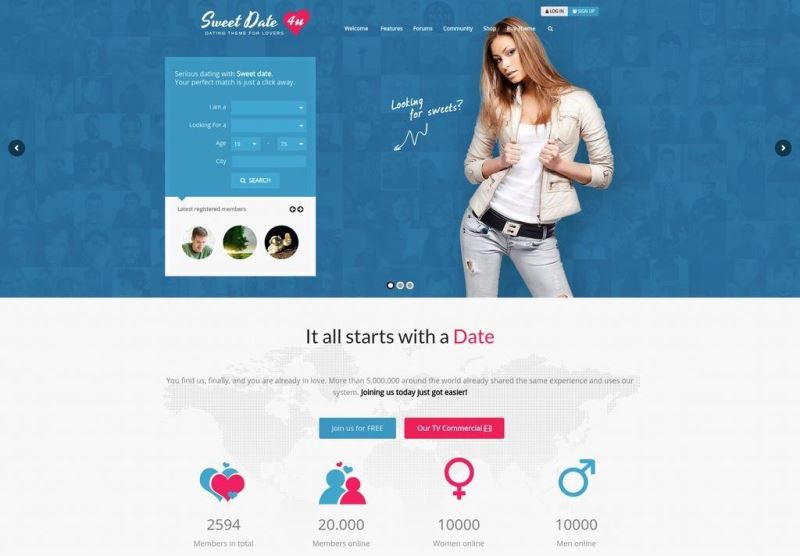 Sweet Date 4u
DATING THEME FOR LOVERS
LOG IN
SIGN UP
Welcome
Features
Forums
Community
Shop
Serious dating with Sweet date.
Your perfect match is just a click away.
I am a
Looking For a
Age 18 - 75
City
SEARCH
Looking
for sweets?
Latest registered members
It all starts with a Date
You find us, finally, and you are already in love. More than 5.000.000 around the world already shared the same experience and uses our
system. Joining us today just got easier!
Join us for FREE
Our TV Commercial
2594
Members in total
20.000
Members online
10000
Women online
10000
Men online